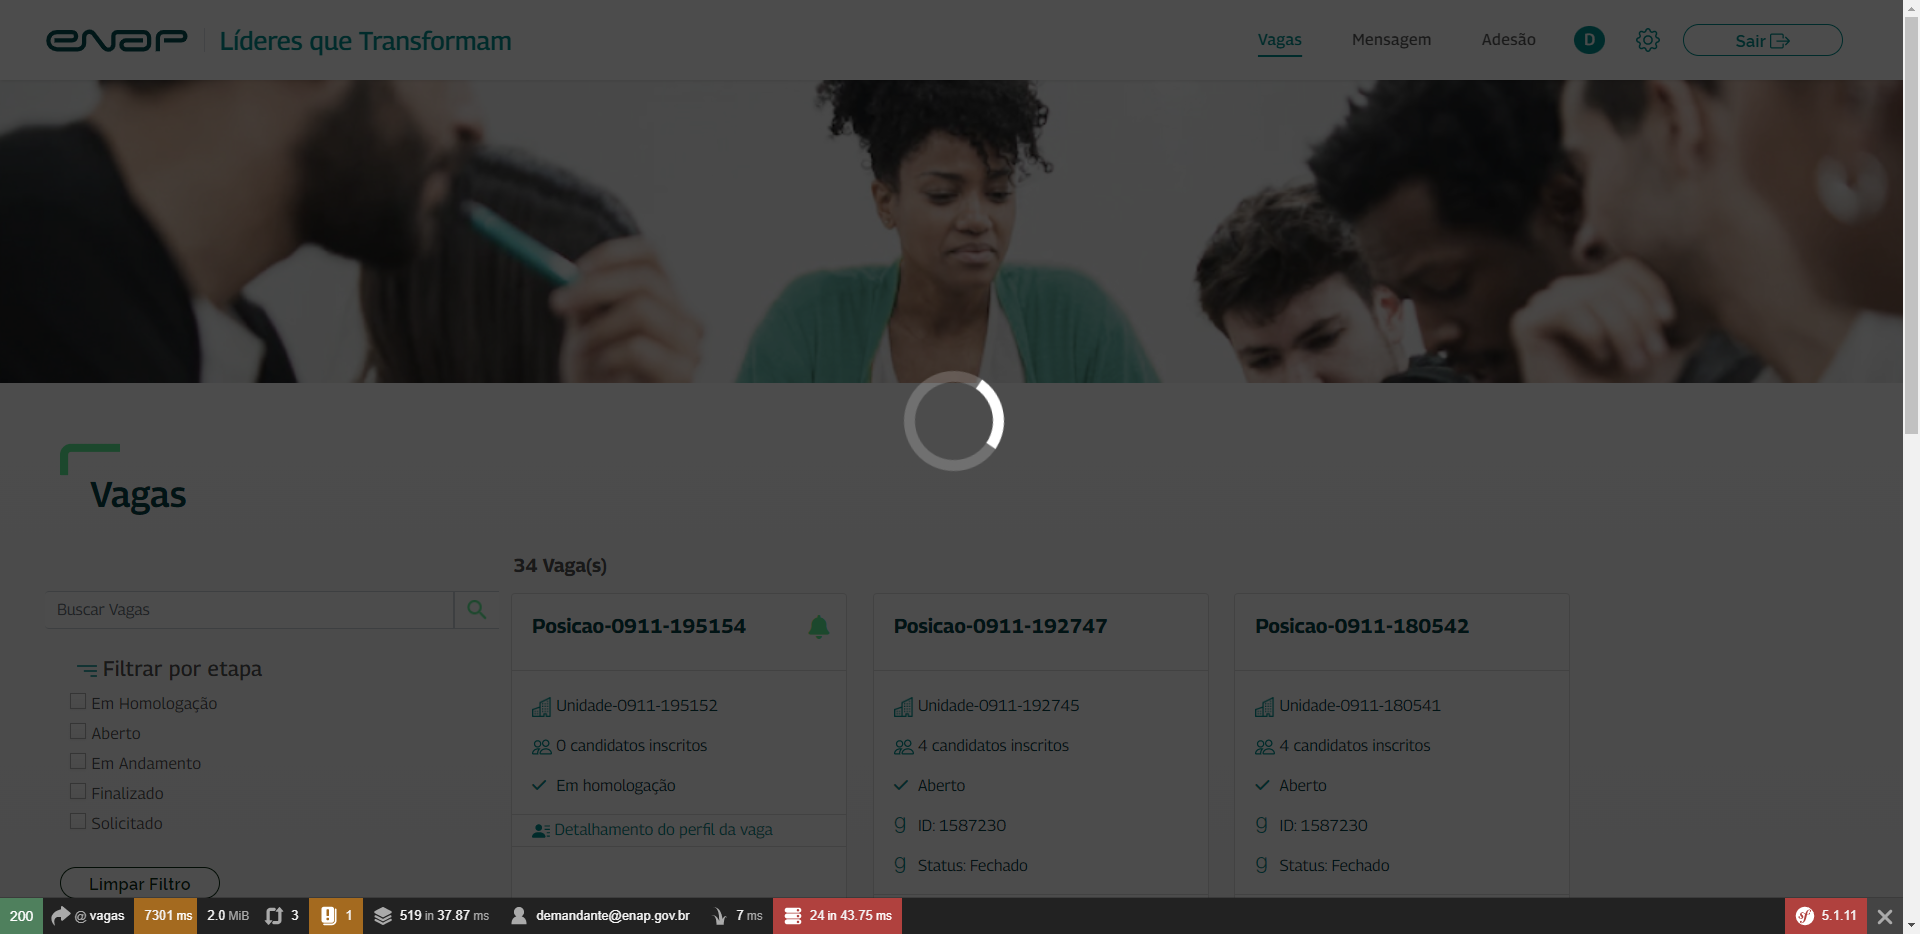 enap Líderes que Transformam
Vagas Mensagem Adesão D Sair
Vagas
34 Vaga(s)
Buscar Vagas
Filtrar por etapa
Em Homologação
Aberto
Em Andamento
Finalizado
Solicitado
Limpar Filtro
Posicao-0911-195154
Unidade-0911-195152
0 candidatos inscritos
Em homologação
Detalhamento do perfil da vaga
Posicao-0911-192747
Unidade-0911-192745
4 candidatos inscritos
Aberto
ID: 1587230
Status: Fechado
Posicao-0911-180542
Unidade-0911-180541
4 candidatos inscritos
Aberto
ID: 1587230
Status: Fechado
200 @ vagas 7301 ms 2.0 MiB 3 1 519 in 37.87 ms demandante@enap.gov.br 7 ms 24 in 43.75 ms sf 5.1.11